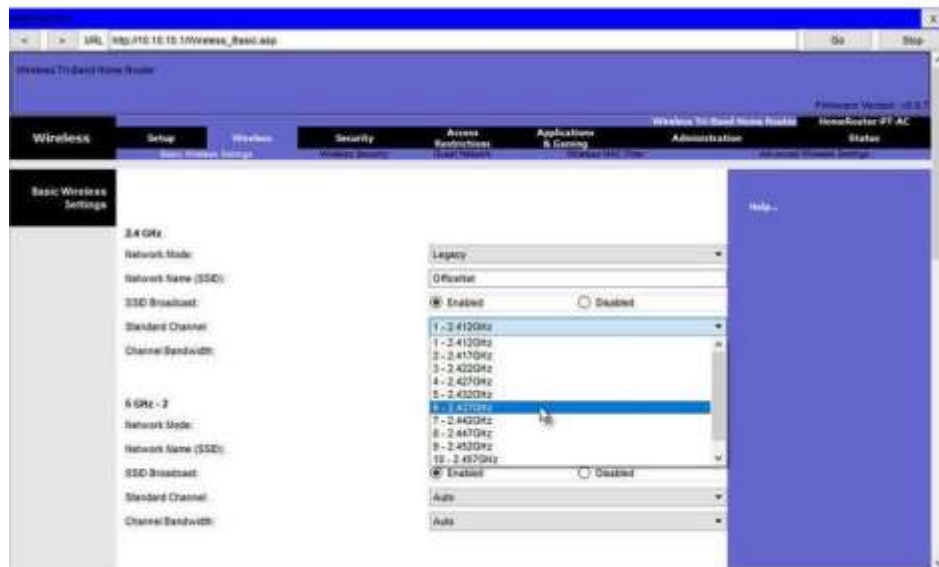 X
< > URL http://10.10.10.1/Wireless_Basic.asp Go Stop
Wireless Tri-Band Home Router
Firmware Version: v0.9.7
Wireless Tri-Band Home Router HomeRouter-PT-AC
Wireless Setup Wireless Security Access Restrictions Applications & Gaming Administration Status
Basic Wireless Settings Wireless Security Guest Network Wireless MAC Filter Advanced Wireless Settings
Basic Wireless Settings
Help...
2.4 GHz
Network Mode: Legacy
Network Name (SSID): OfficeNet
SSID Broadcast: Enabled Disabled
Standard Channel: 1 - 2.412GHz
Channel Bandwidth:
1 - 2.412GHz
2 - 2.417GHz
3 - 2.422GHz
4 - 2.427GHz
5 - 2.432GHz
6 - 2.437GHz
7 - 2.442GHz
8 - 2.447GHz
9 - 2.452GHz
10 - 2.457GHz
5 GHz - 2
Network Mode:
Network Name (SSID):
SSID Broadcast: Enabled Disabled
Standard Channel: Auto
Channel Bandwidth: Auto